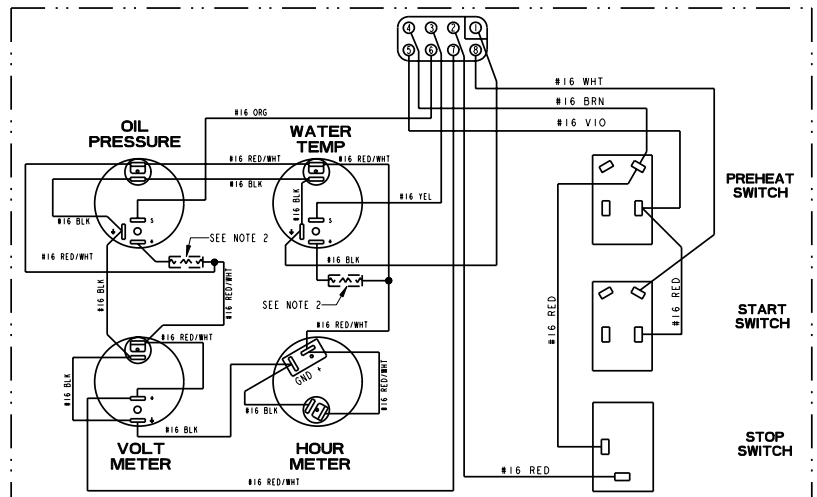 4 3 2 1
5 6 7 8
#16 WHT
#16 BRN
#16 VIO
#16 ORG
OIL
PRESSURE
WATER
TEMP
#16 RED/WHT
#16 RED/WHT
#16 BLK
#16 BLK
#16 YEL
PREHEAT
SWITCH
#16 BLK
S
S
+
+
SEE NOTE 2
#16 RED/WHT
#16 BLK
#16 BLK
#16 RED/WHT
SEE NOTE 2
#16 RED
#16 RED
START
SWITCH
#16 RED/WHT
#16 RED/WHT
GND +
#16 BLK
+
#16 RED/WHT
#16 BLK
#16 BLK
VOLT
METER
HOUR
METER
STOP
SWITCH
#16 RED
#16 RED/WHT